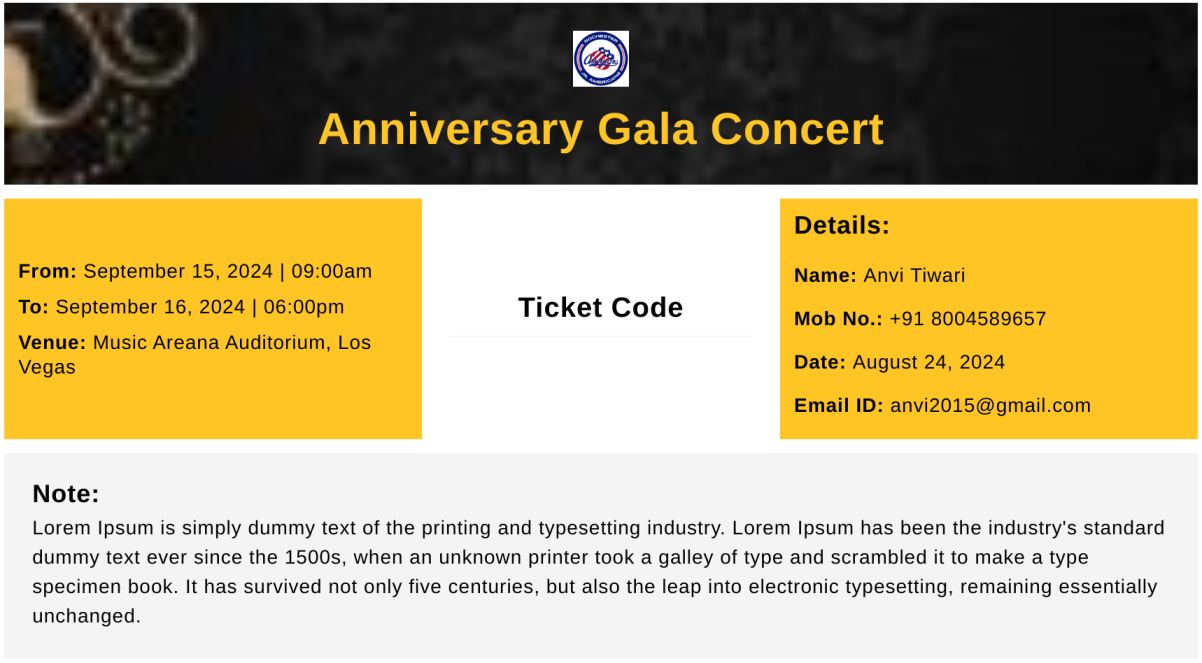 ROCHESTER
JR. AMERICANS
Anniversary Gala Concert
From: September 15, 2024 | 09:00am
To: September 16, 2024 | 06:00pm
Venue: Music Areana Auditorium, Los
Vegas
Ticket Code
Details:
Name: Anvi Tiwari
Mob No.: +91 8004589657
Date: August 24, 2024
Email ID: anvi2015@gmail.com
Note:
Lorem Ipsum is simply dummy text of the printing and typesetting industry. Lorem Ipsum has been the industry's standard
dummy text ever since the 1500s, when an unknown printer took a galley of type and scrambled it to make a type
specimen book. It has survived not only five centuries, but also the leap into electronic typesetting, remaining essentially
unchanged.